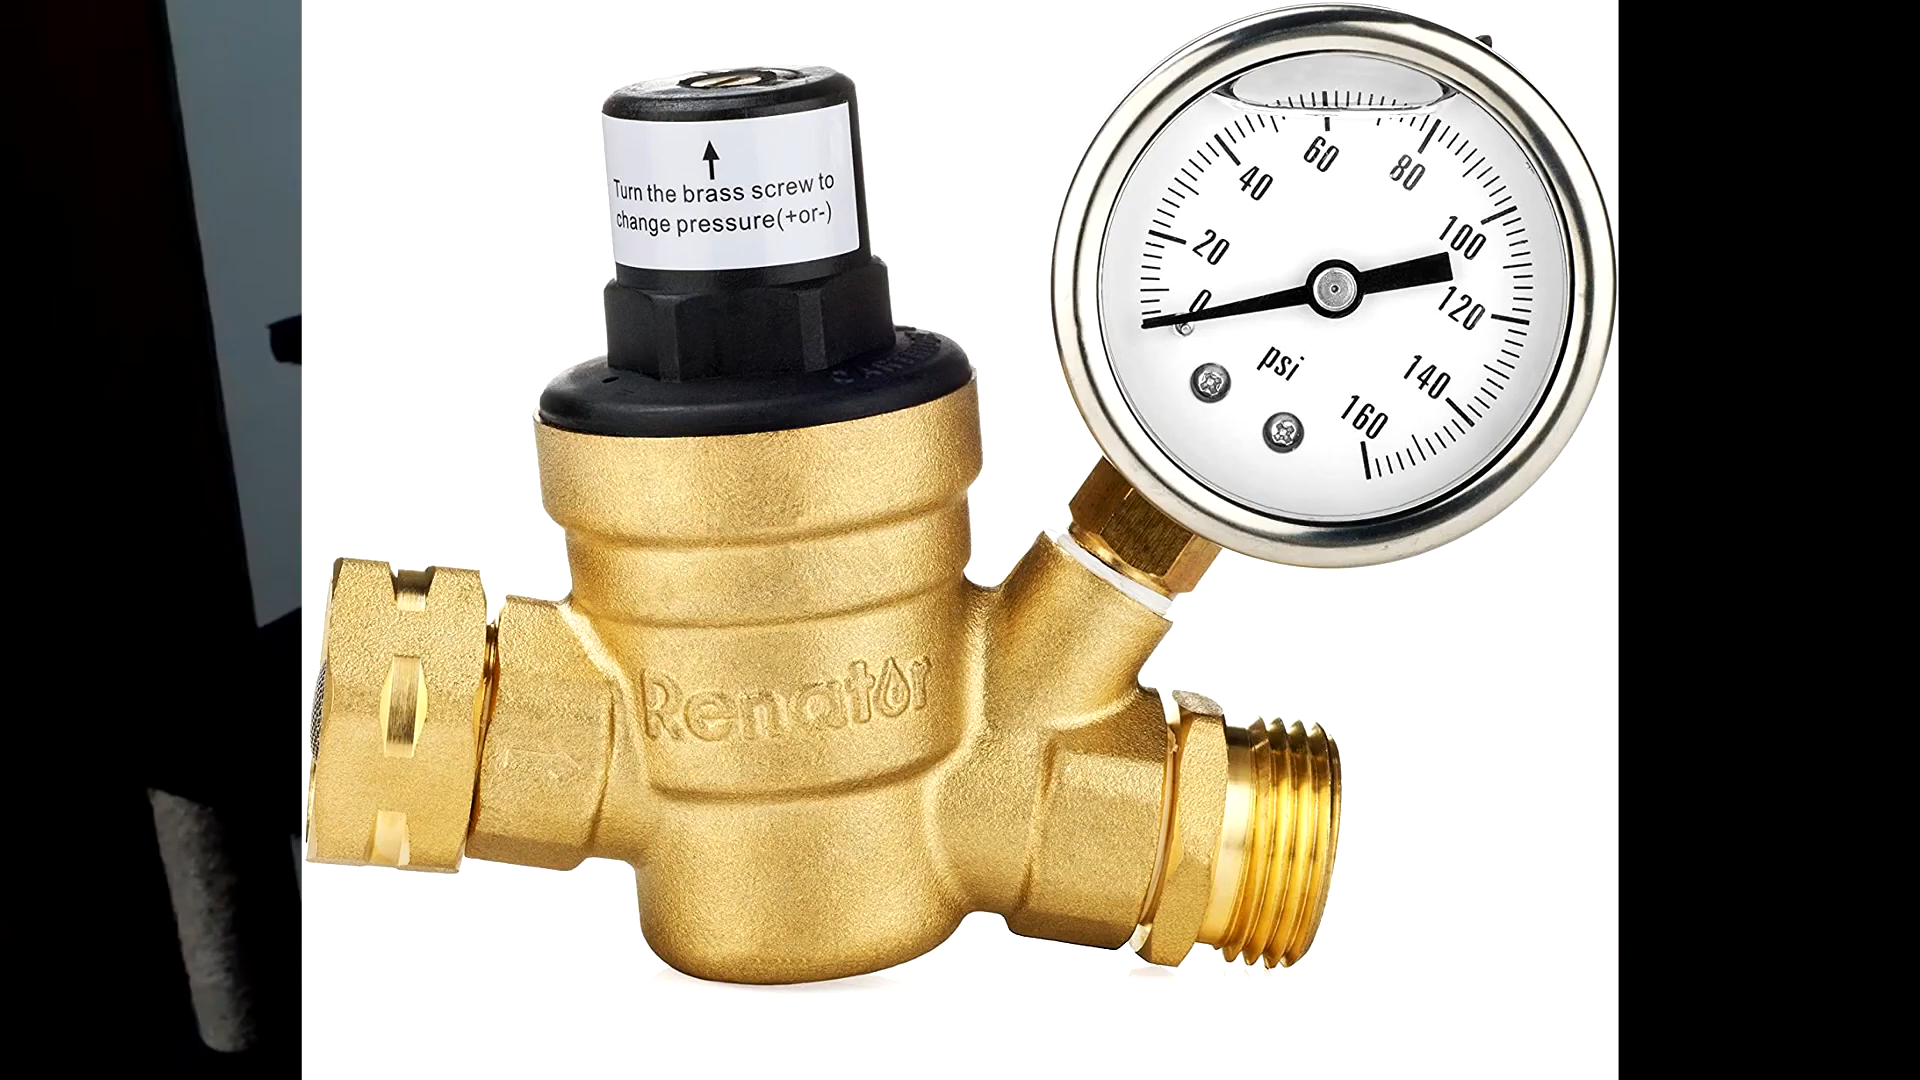 Turn the brass screw to
change pressure(+or-)
0
20
40
60
80
100
120
140
160
psi
Renator